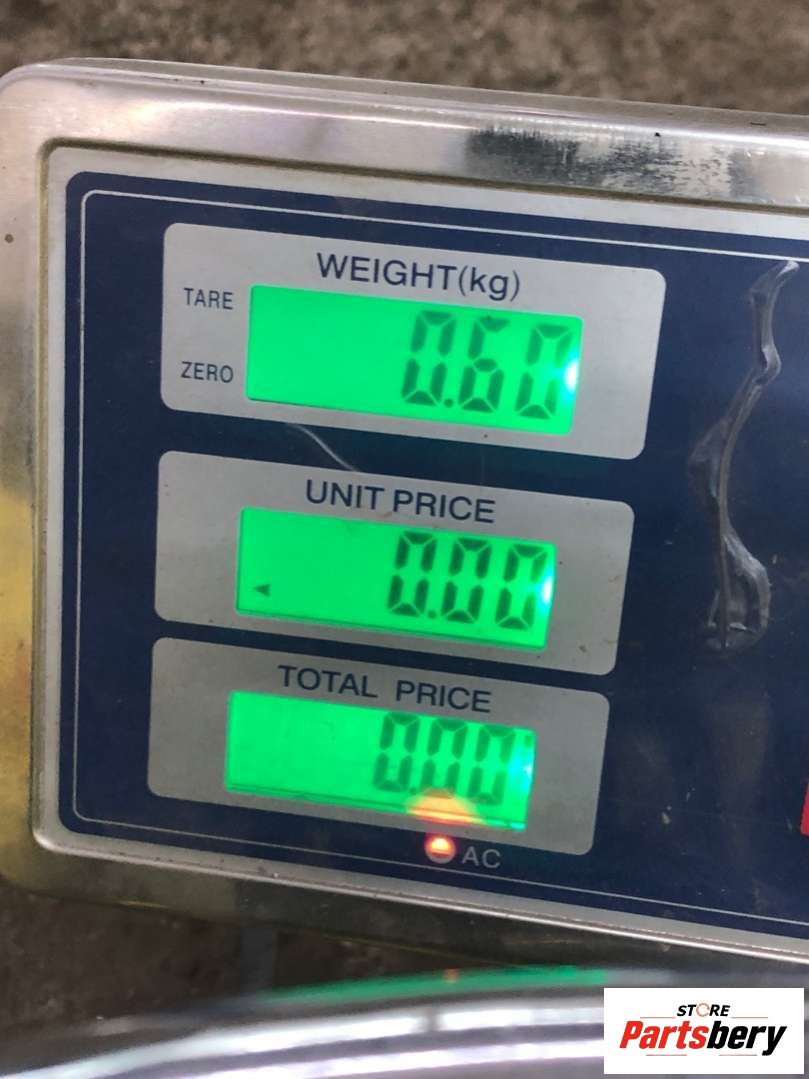 WEIGHT(kg)
TARE
0.60
ZERO
UNIT PRICE
0.00
TOTAL PRICE
0.00
AC
STORE
Partsbery